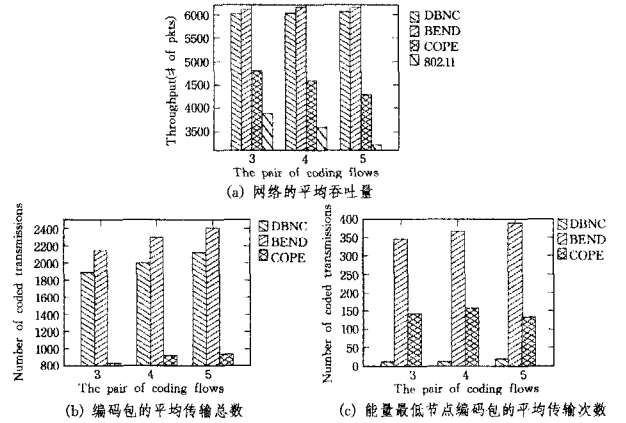 6000
5500
5000
4500
4000
3500
Throughput(# of pkts)
DBNC
BEND
COPE
802.11
3 4 5
The pair of coding flows
(a) 网络的平均吞吐量
2400
2200
2000
1800
1600
1400
1200
1000
800
Number of coded transmissions
DBNC
BEND
COPE
3 4 5
The pair of coding flows
(b) 编码包的平均传输总数
400
350
300
250
200
150
100
50
0
Number of coded transmissions
DBNC
BEND
COPE
3 4 5
The pair of coding flows
(c) 能量最低节点编码包的平均传输次数